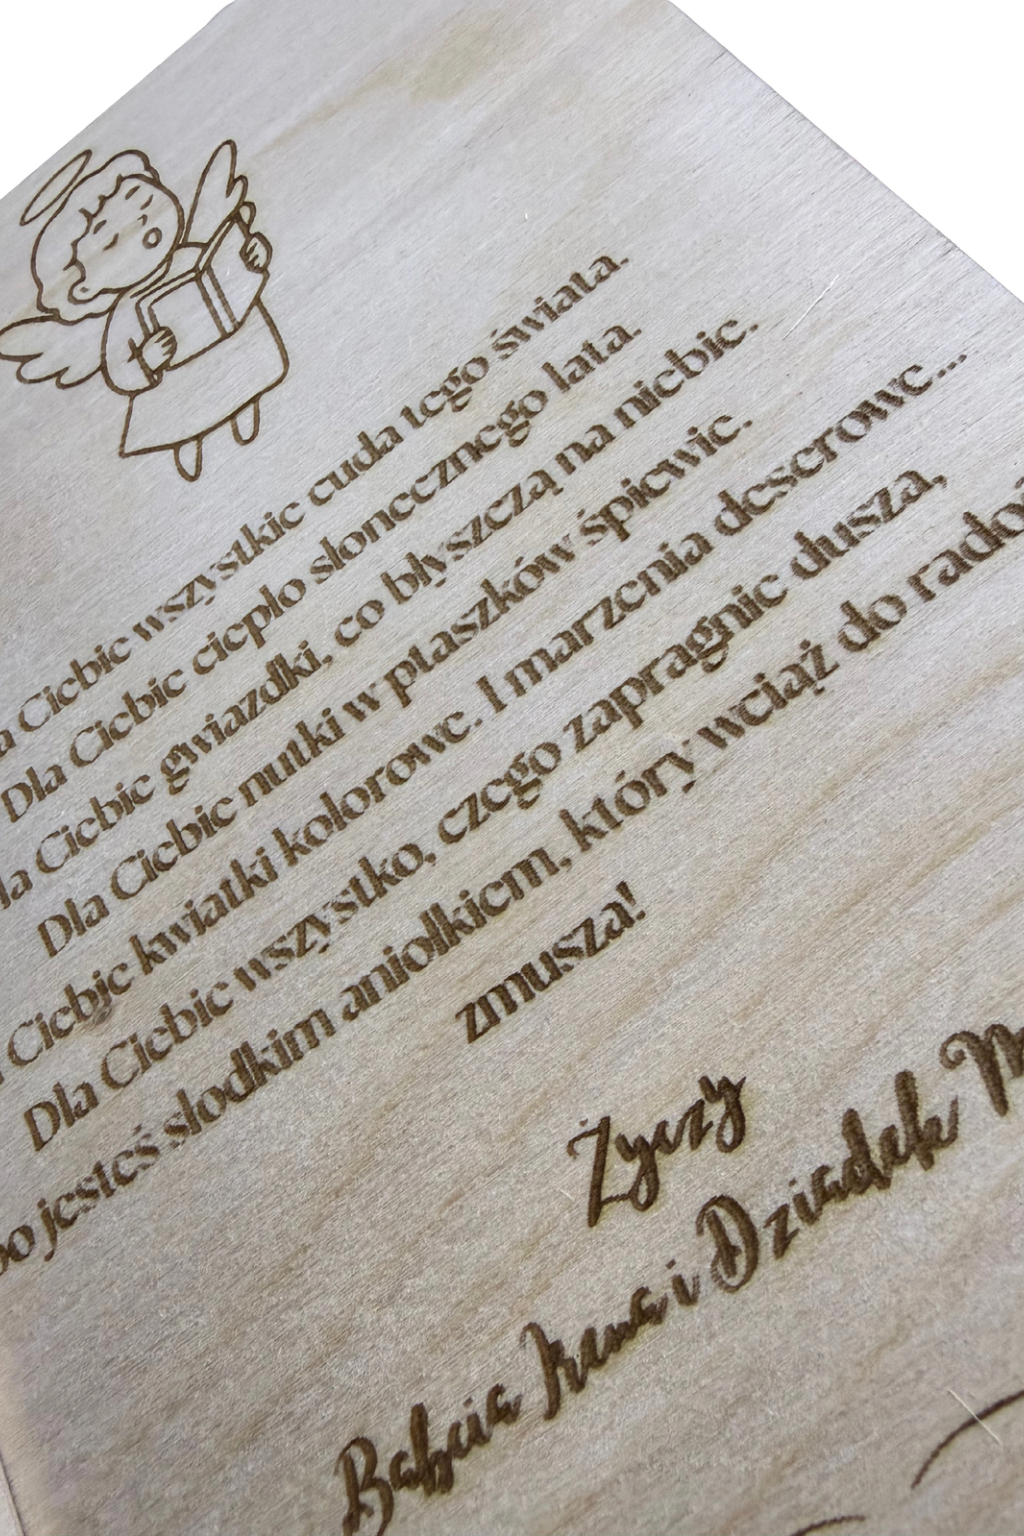 Ciebie wszystkie cuda tego świata.
Dla Ciebie ciepło słonecznego lata.
Ciebie gwiazdki, co błyszczą na niebie.
Dla Ciebie nutki w ptaszków śpiewie.
Ciebie kwiatki kolorowe. I marzenia deserowe...
Dla Ciebie wszystko, czego zapragnie dusza,
bo jesteś słodkim aniołkiem, który wciąż do
zmusza!
Życzy
Babcia Irena i Dziadek